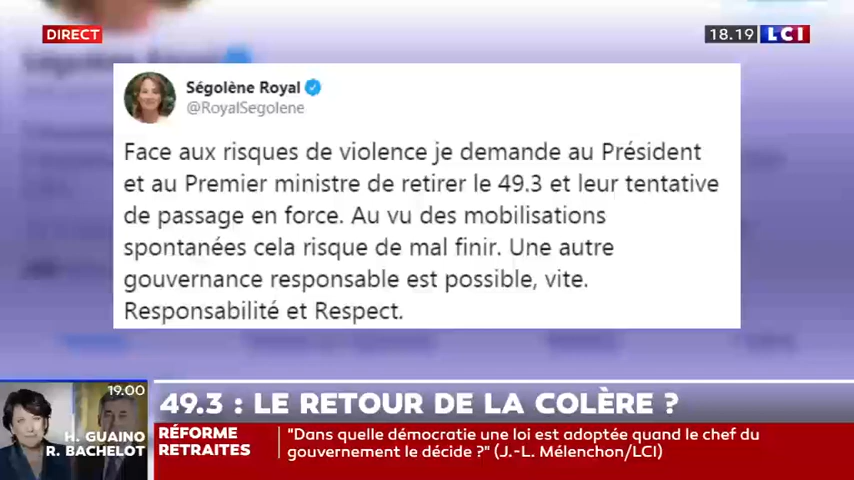 DIRECT
18.19 LCI
Ségolène Royal
@RoyalSegolene
Face aux risques de violence je demande au Président
et au Premier ministre de retirer le 49.3 et leur tentative
de passage en force. Au vu des mobilisations
spontanées cela risque de mal finir. Une autre
gouvernance responsable est possible, vite.
Responsabilité et Respect.
19.00
H. GUAINO
R. BACHELOT
49.3 : LE RETOUR DE LA COLÈRE ?
RÉFORME
RETRAITES
"Dans quelle démocratie une loi est adoptée quand le chef du
gouvernement le décide ?" (J.-L. Mélenchon/LCI)